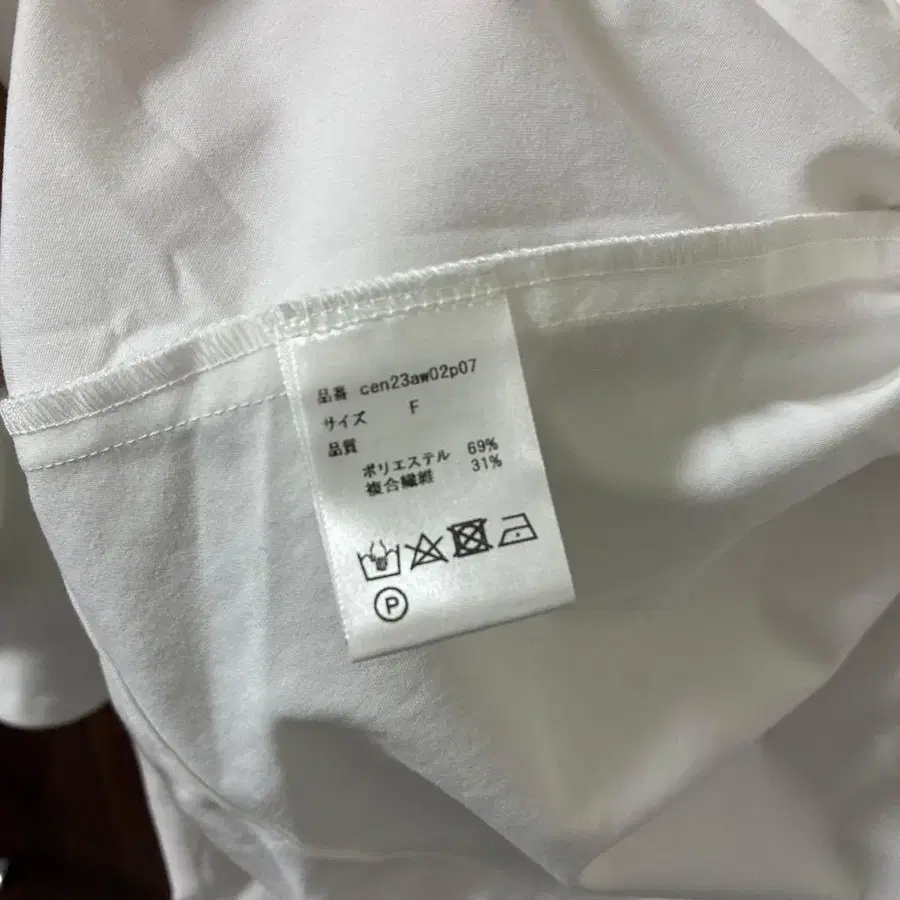 品番 cen23aw02p07
サイズ F
品質
ポリエステル 69%
複合繊維 31%
P